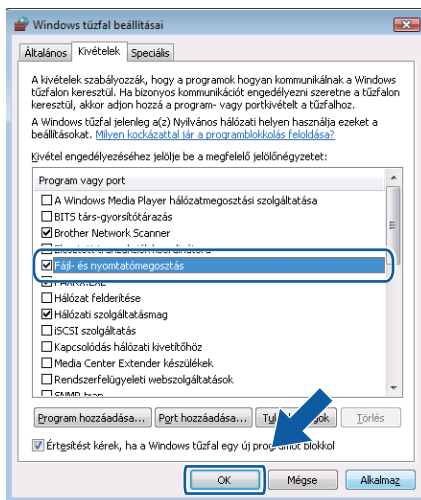 Windows tűzfal beállításai
Általános Kivételek Speciális
A kivételek szabályozzák, hogy a programok hogyan kommunikálnak a Windows
tűzfalon keresztül. Ha bizonyos kommunikációt engedélyezni szeretne a tűzfalon
keresztül, akkor adjon hozzá a program- vagy portkivételt a tűzfalhoz.
A Windows tűzfal jelenleg a(z) Nyilvános hálózati helyen használja ezeket a
beállításokat. Milyen kockázattal jár a programblokkolás feloldása?
Kivétel engedélyezéséhez jelölje be a megfelelő jelölőnégyzetet:
Program vagy port
A Windows Media Player hálózatmegosztási szolgáltatása
BITS társ-gyorsítótárazás
Brother Network Scanner
Fájl- és nyomtatómegosztás
Hálózat felderítése
Hálózati szolgáltatásmag
iSCSI szolgáltatás
Kapcsolódás hálózati kivetítőhöz
Media Center Extender készülékek
Rendszerfelügyeleti webszolgáltatások
SNMP trap
Program hozzáadása... Port hozzáadása... Törlés
Értesítést kérek, ha a Windows tűzfal egy új programot blokkol
OK Mégse Alkalmaz